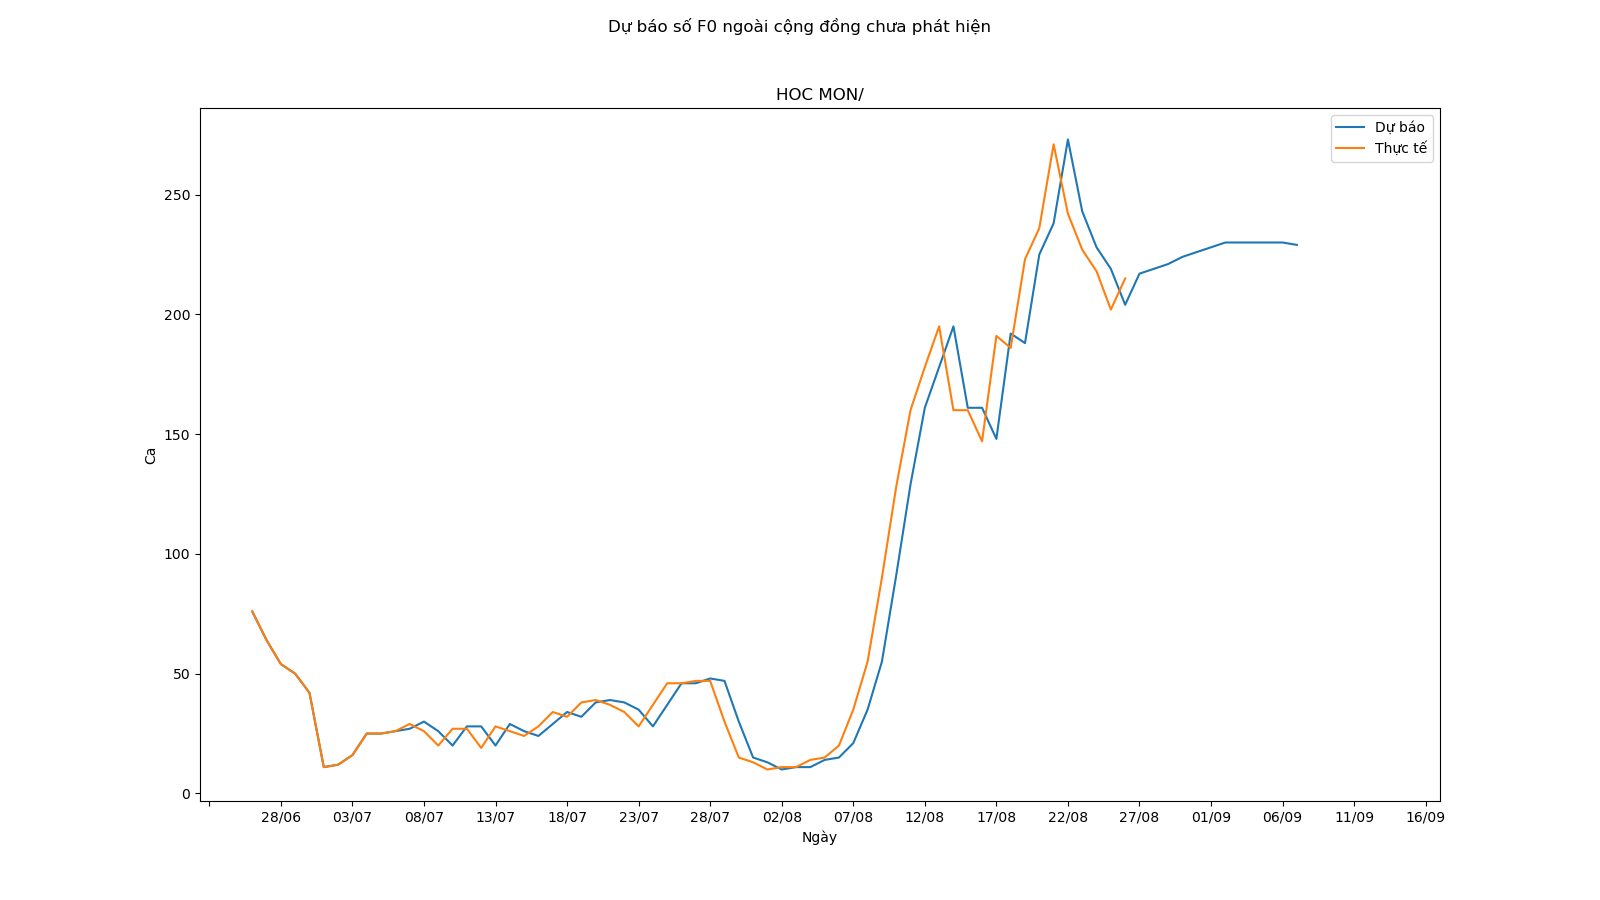 Dự báo số F0 ngoài cộng đồng chưa phát hiện
HOC MON/
Dự báo
Thực tế
250
200
150
100
50
0
Ca
28/06 03/07 08/07 13/07 18/07 23/07 28/07 02/08 07/08 12/08 17/08 22/08 27/08 01/09 06/09 11/09 16/09
Ngày